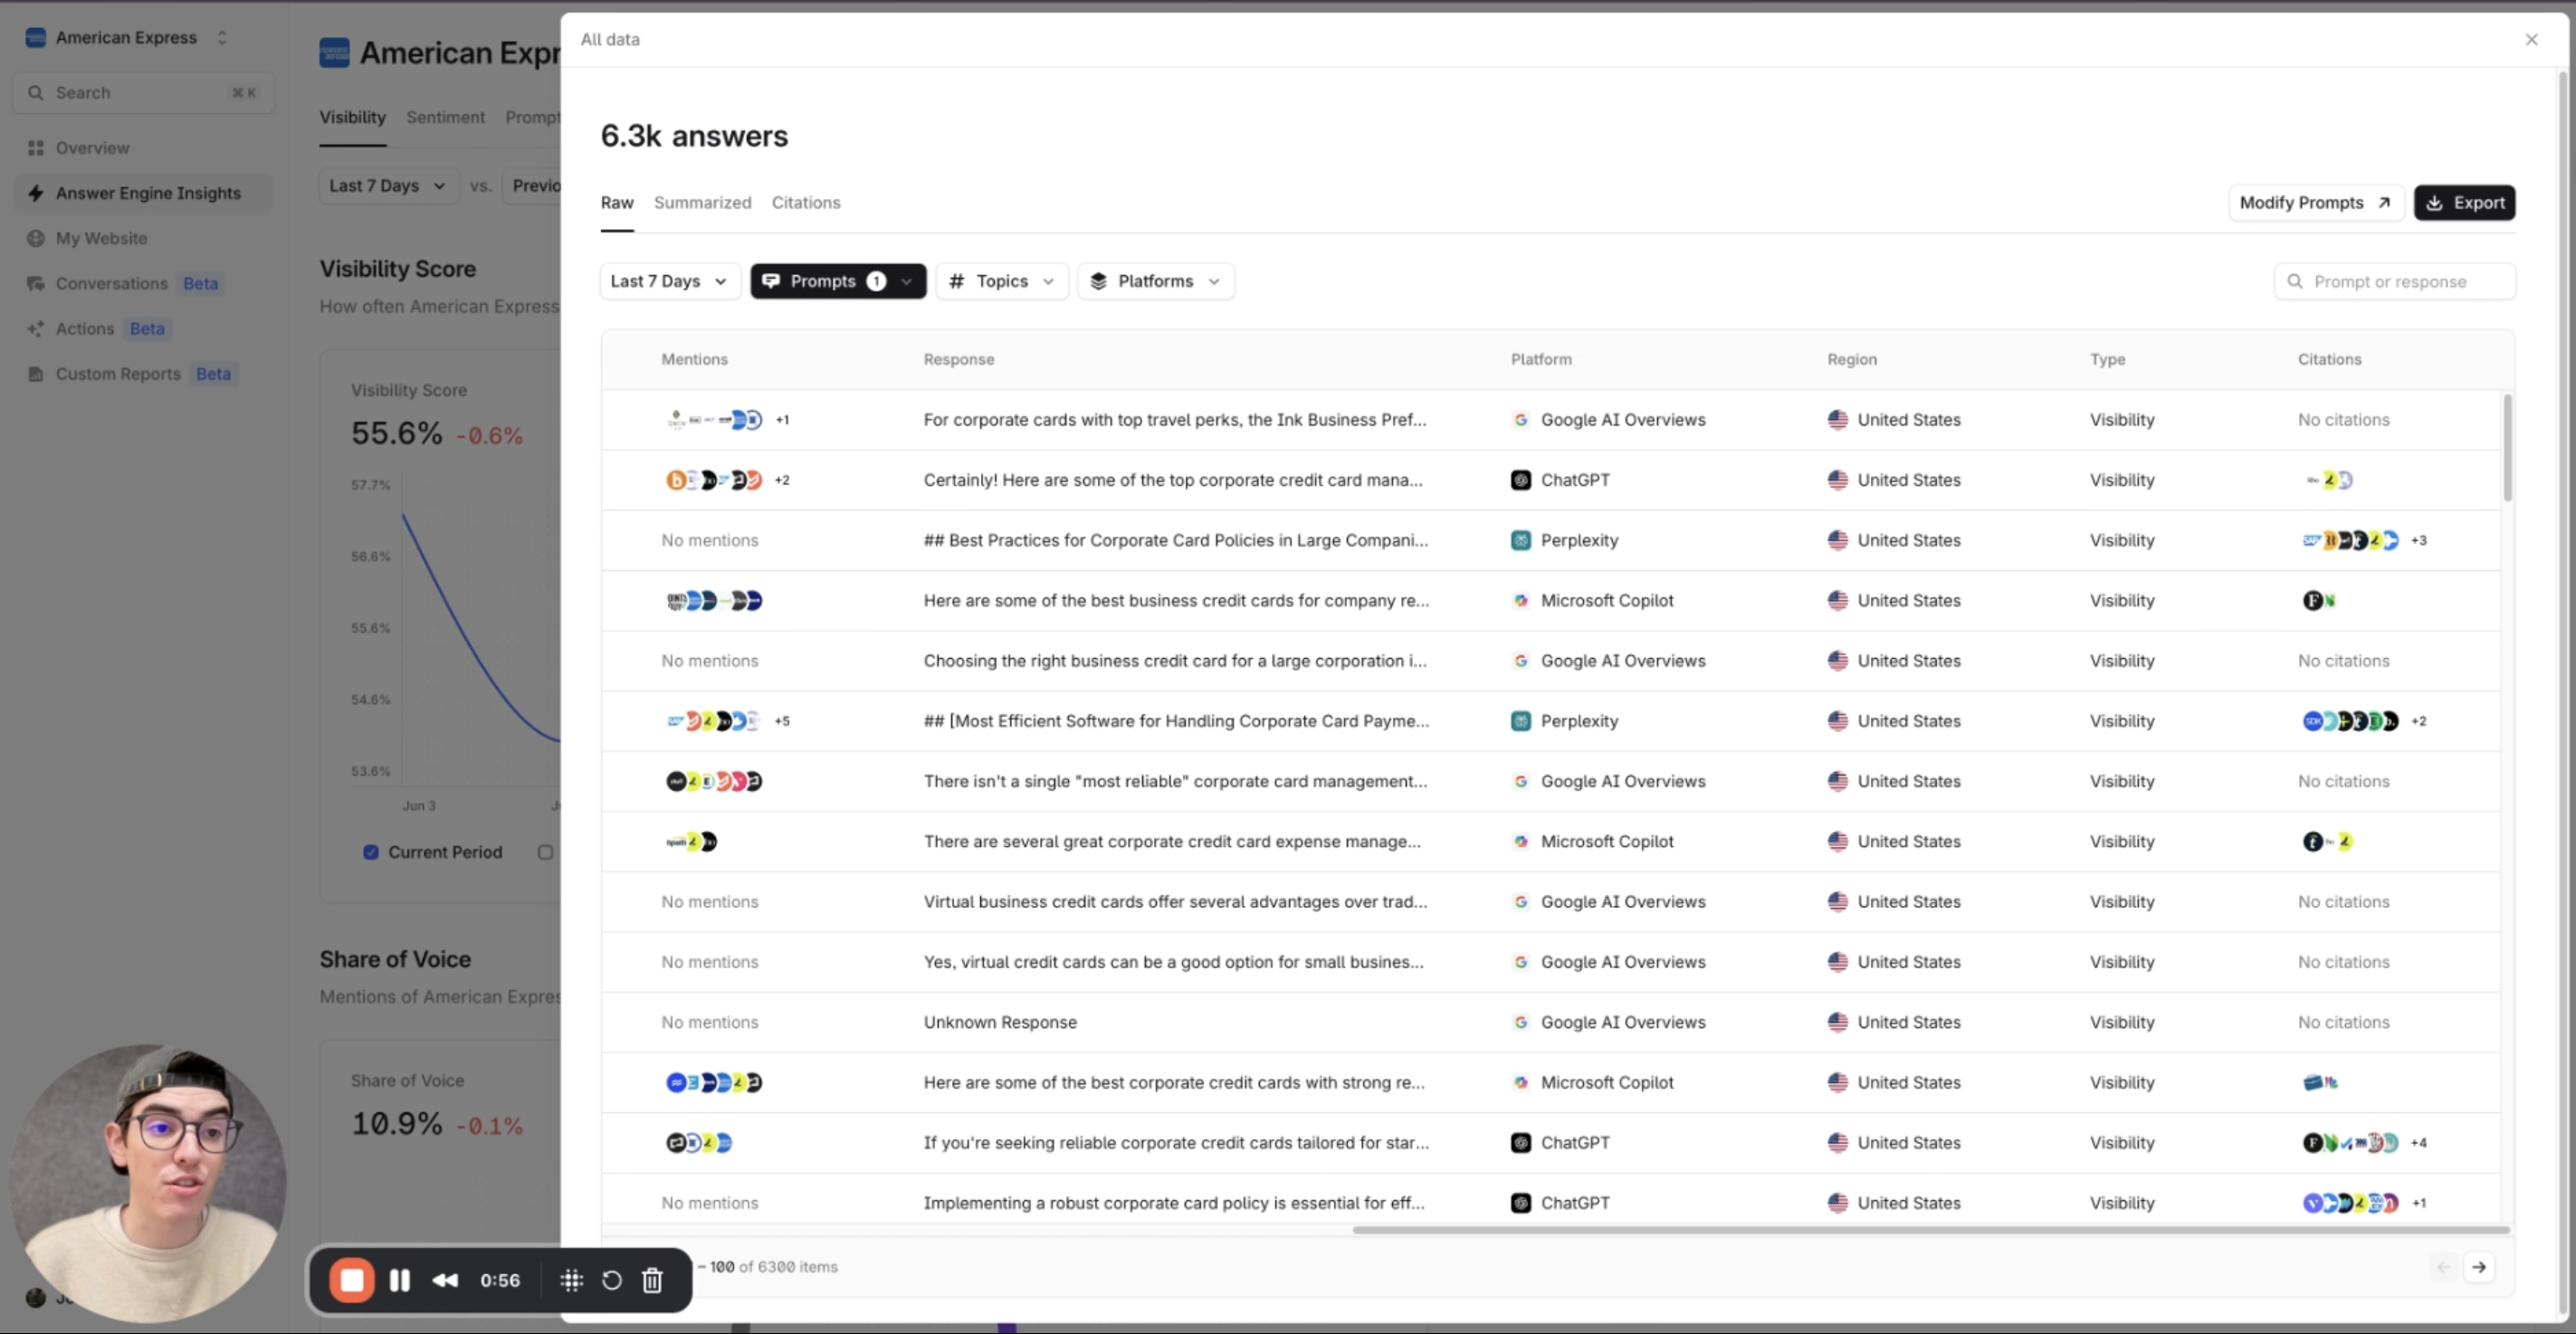 American Express
Search
⌘ K
Overview
Answer Engine Insights
My Website
Conversations Beta
Actions Beta
Custom Reports Beta
American Expr
Visibility Sentiment Prompt
Last 7 Days vs. Previo
Visibility Score
How often American Express
Visibility Score
55.6% -0.6%
57.7%
56.6%
55.6%
54.6%
53.6%
Jun 3
Current Period
Share of Voice
Mentions of American Expres
Share of Voice
10.9% -0.1%
0:56
All data
6.3k answers
Raw Summarized Citations
Modify Prompts Export
Last 7 Days Prompts 1 # Topics Platforms
Prompt or response
Mentions Response Platform Region Type Citations
+1 For corporate cards with top travel perks, the Ink Business Pref... Google AI Overviews United States Visibility No citations
+2 Certainly! Here are some of the top corporate credit card mana... ChatGPT United States Visibility
No mentions ## Best Practices for Corporate Card Policies in Large Compani... Perplexity United States Visibility +3
Here are some of the best business credit cards for company re... Microsoft Copilot United States Visibility
No mentions Choosing the right business credit card for a large corporation i... Google AI Overviews United States Visibility No citations
+5 ## [Most Efficient Software for Handling Corporate Card Payme... Perplexity United States Visibility +2
There isn't a single "most reliable" corporate card management... Google AI Overviews United States Visibility No citations
There are several great corporate credit card expense manage... Microsoft Copilot United States Visibility
No mentions Virtual business credit cards offer several advantages over trad... Google AI Overviews United States Visibility No citations
No mentions Yes, virtual credit cards can be a good option for small busines... Google AI Overviews United States Visibility No citations
No mentions Unknown Response Google AI Overviews United States Visibility No citations
Here are some of the best corporate credit cards with strong re... Microsoft Copilot United States Visibility
If you're seeking reliable corporate credit cards tailored for star... ChatGPT United States Visibility +4
No mentions Implementing a robust corporate card policy is essential for eff... ChatGPT United States Visibility +1
– 100 of 6300 items